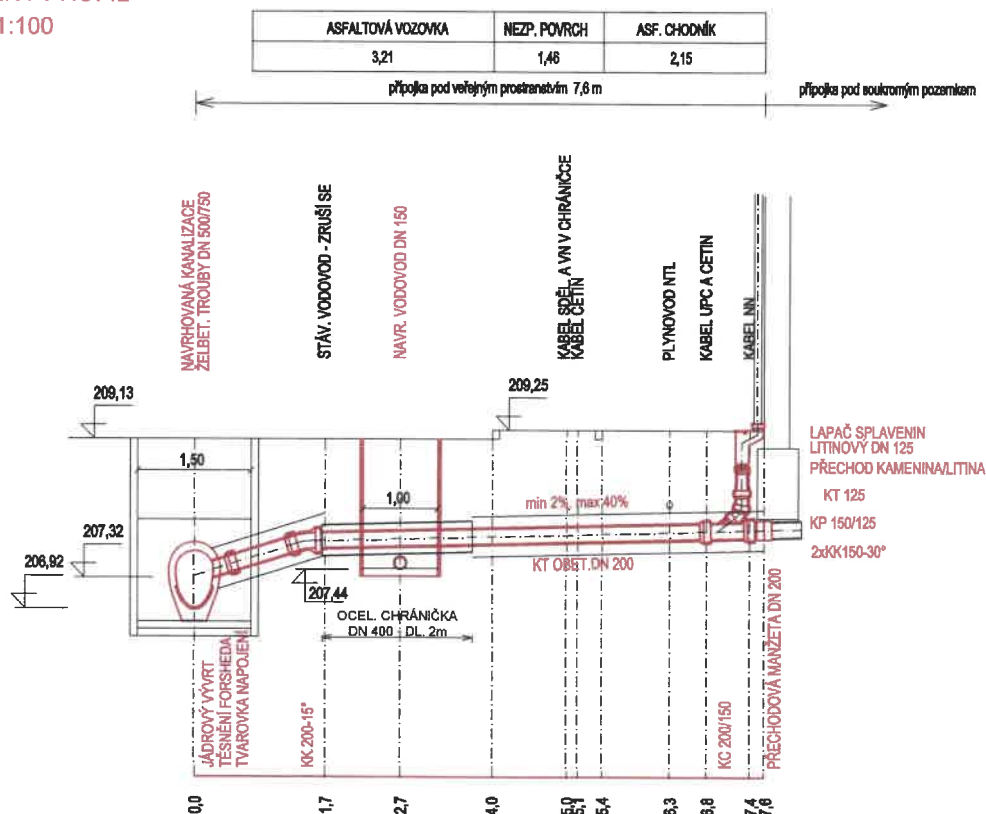 1:100
ASFALTOVÁ VOZOVKA NEZP. POVRCH ASF. CHODNÍK
3,21 1,46 2,15
přípojka pod veřejným prostranstvím 7,6 m
přípojka pod soukromým pozemkem
NAVRHOVANÁ KANALIZACE
ŽELBET. TROUBY DN 500/750
STÁV. VODOVOD - ZRUŠÍ SE
NAVR. VODOVOD DN 150
KABEL SDĚL. A VN V CHRÁNIČCE
KABEL CETIN
PLYNOVOD NTL
KABEL UPC A CETIN
KABEL NN
209,13
209,25
1,50
1,00
207,32
206,92
207,44
min 2%, max 40%
KT OBET. DN 200
OCEL. CHRÁNIČKA
DN 400 - DL. 2m
LAPAČ SPLAVENIN
LITINOVÝ DN 125
PŘECHOD KAMENINA/LITINA
KT 125
KP 150/125
2xKK150-30°
JÁDROVÝ VÝVRT
TĚSNĚNÍ FORSHEDA
TVAROVKA NAPOJENÍ
KK 200-15°
KC 200/150
PŘECHODOVÁ MANŽETA DN 200
0,0
1,7
2,7
4,0
5,0
5,1
5,4
6,3
6,8
7,4
7,6